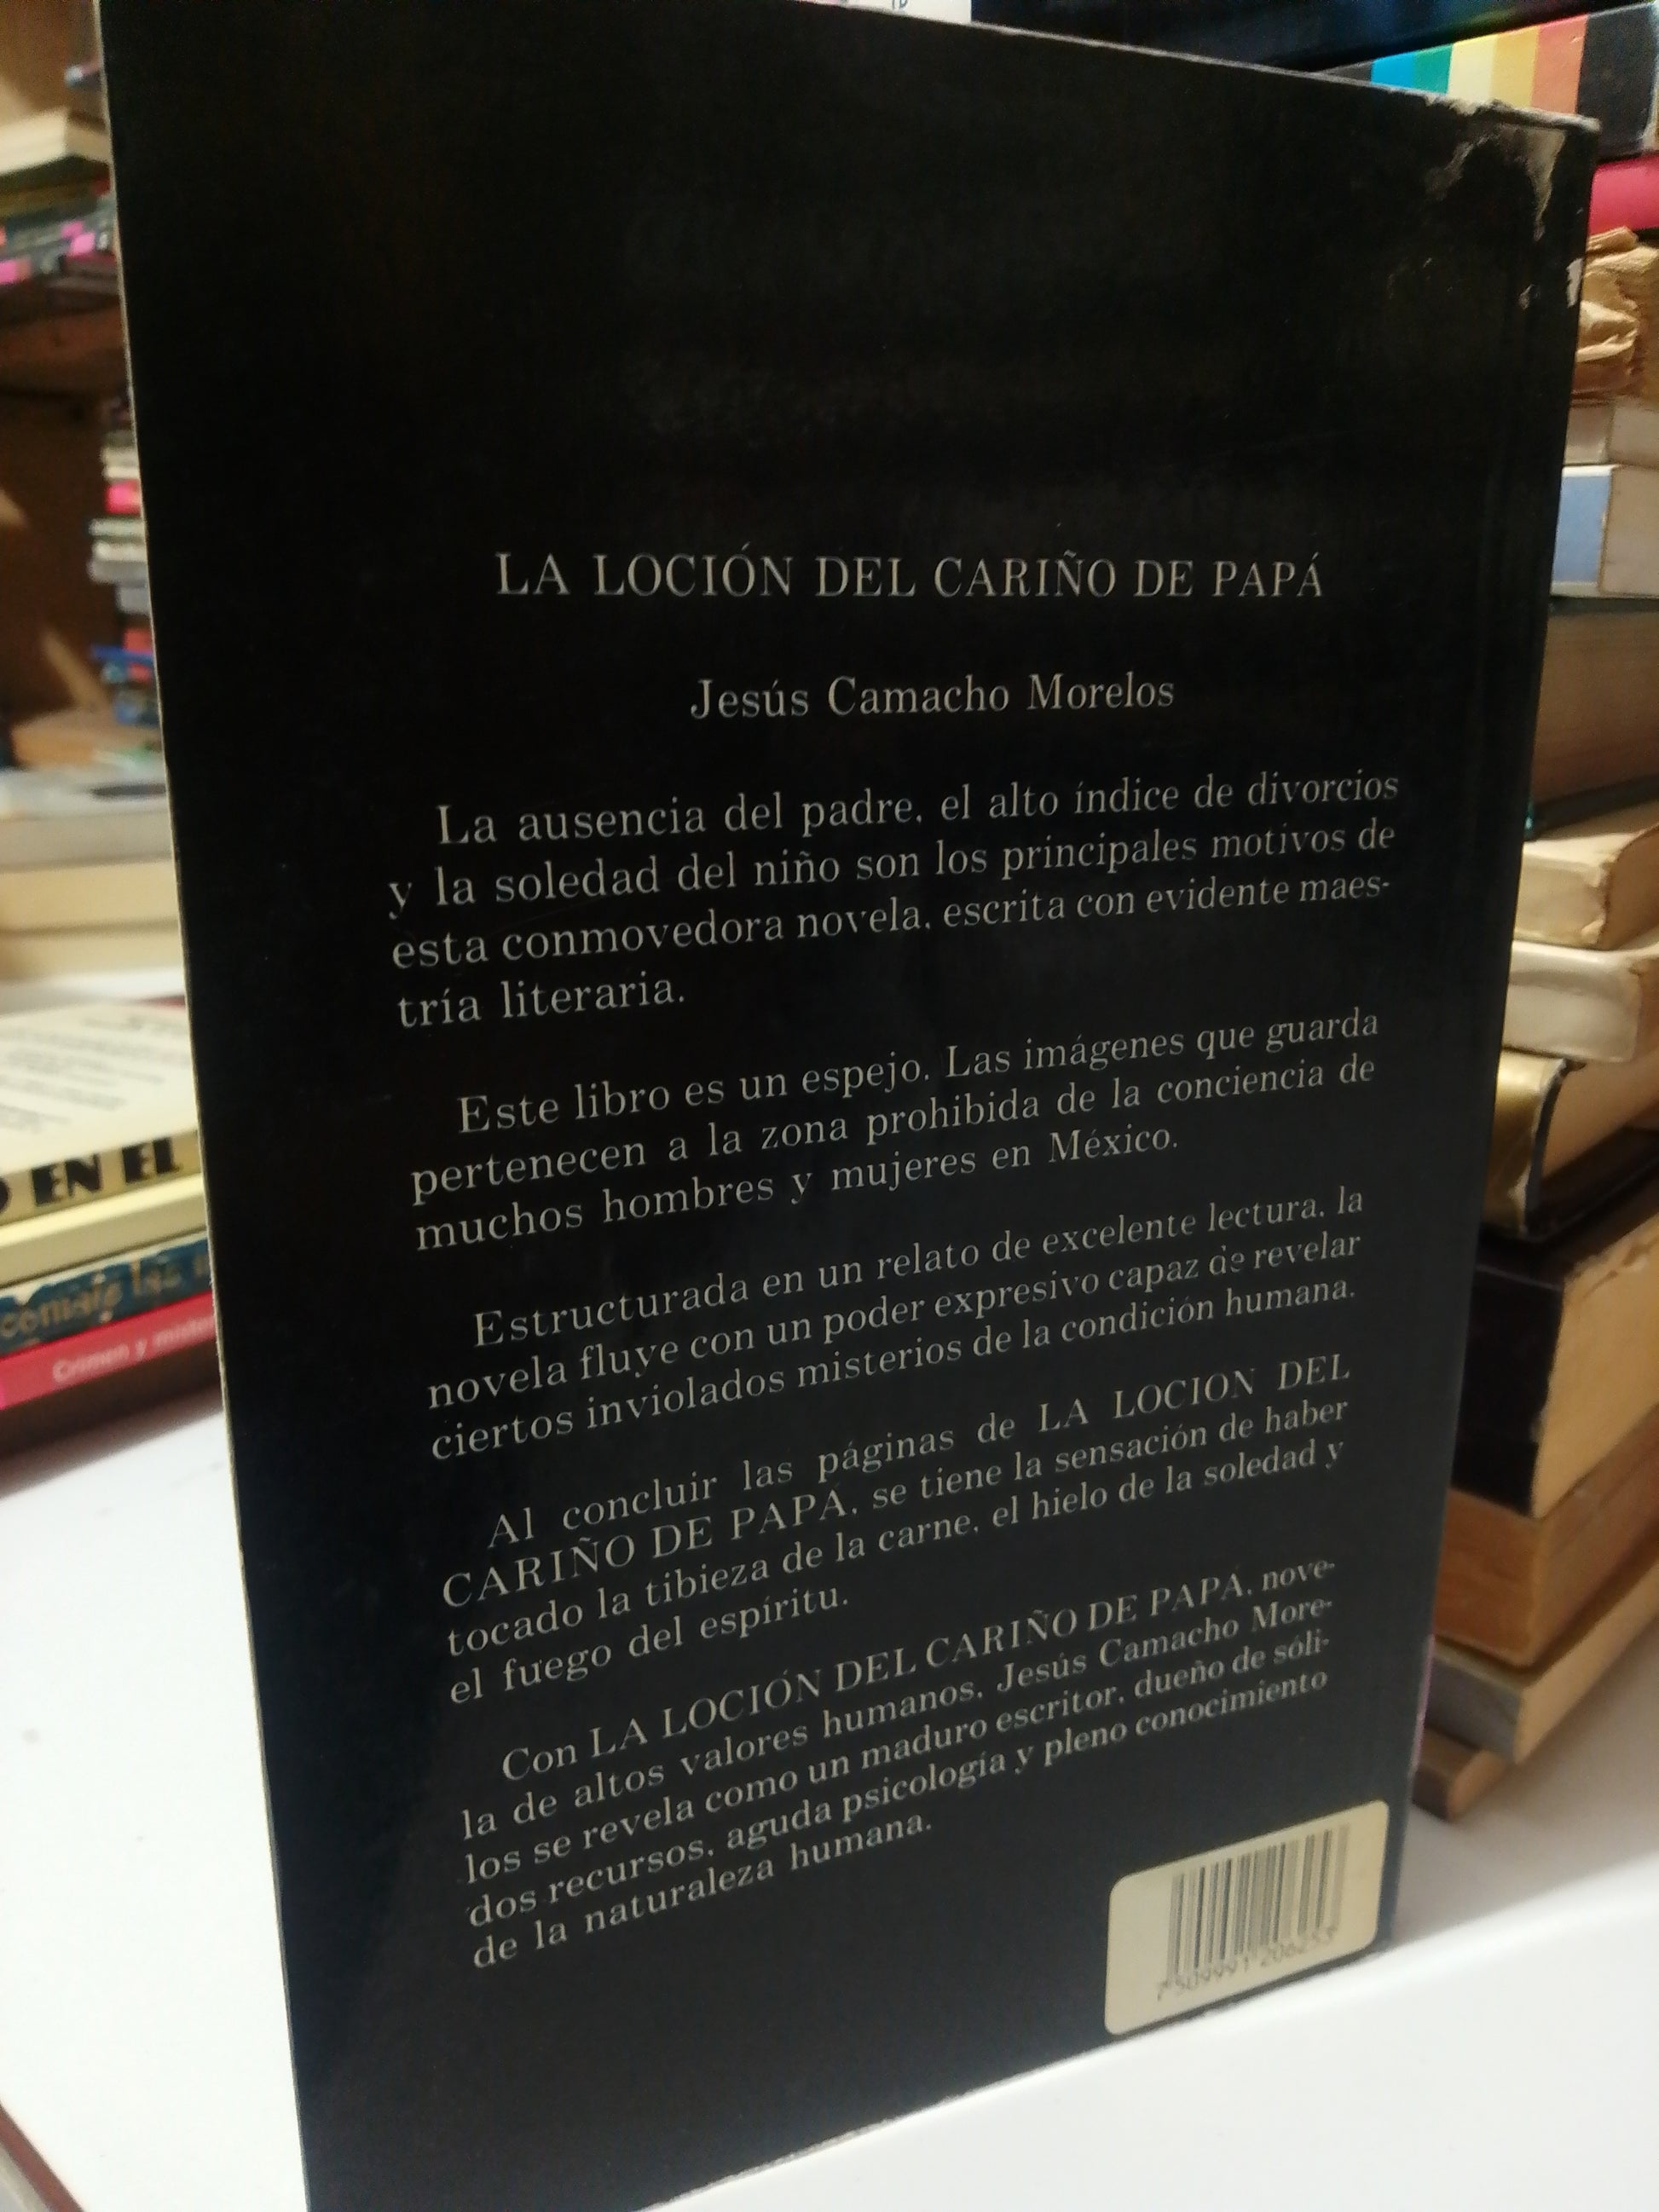 LA LOCIÓN DEL CARIÑO DE PAPÁ
Jesús Camacho Morelos
La ausencia del padre, el alto índice de divorcios
y la soledad del niño son los principales motivos de
esta conmovedora novela, escrita con evidente maes-
tría literaria.
Este libro es un espejo. Las imágenes que guarda
pertenecen a la zona prohibida de la conciencia de
muchos hombres y mujeres en México.
Estructurada en un relato de excelente lectura, la
novela fluye con un poder expresivo capaz de revelar
ciertos inviolados misterios de la condición humana.
Al concluir las páginas de LA LOCION DEL
CARIÑO DE PAPÁ, se tiene la sensación de haber
tocado la tibieza de la carne, el hielo de la soledad y
el fuego del espíritu.
Con LA LOCIÓN DEL CARIÑO DE PAPÁ, nove-
la de altos valores humanos, Jesús Camacho More-
los se revela como un maduro escritor, dueño de sóli-
dos recursos, aguda psicología y pleno conocimiento
de la naturaleza humana.
7 509991 206253
EN EL
Crimen y